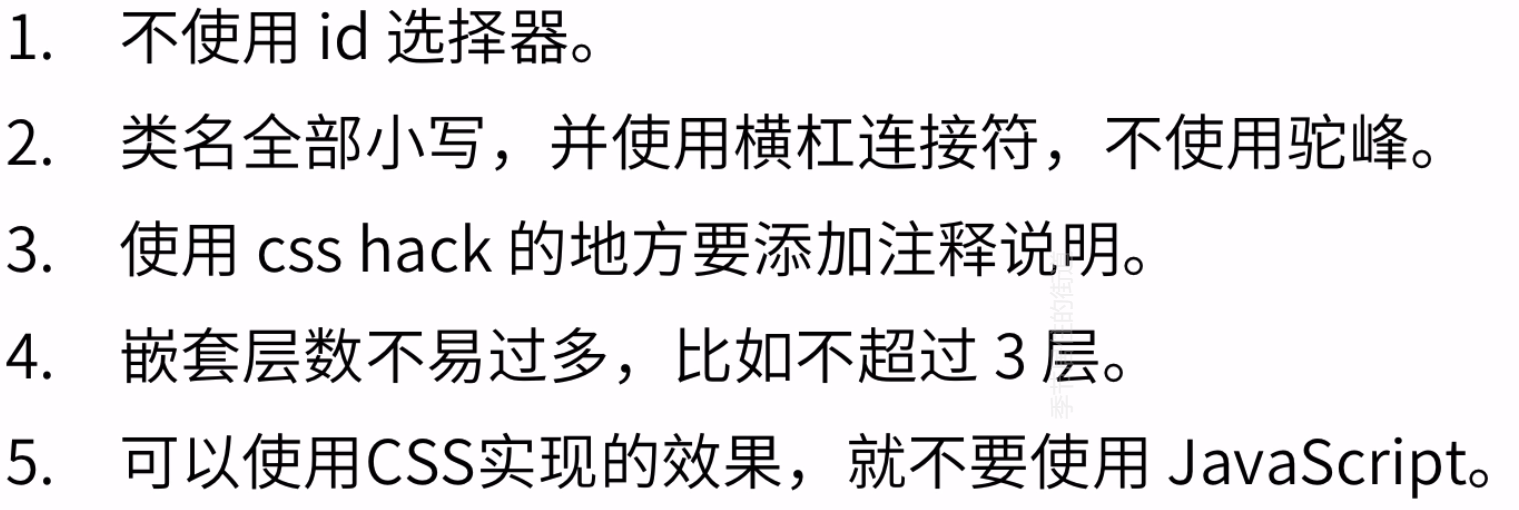 1. 不使用 id 选择器。
2. 类名全部小写，并使用横杠连接符，不使用驼峰。
3. 使用 css hack 的地方要添加注释说明。
4. 嵌套层数不易过多，比如不超过 3 层。
5. 可以使用CSS实现的效果，就不要使用 JavaScript。